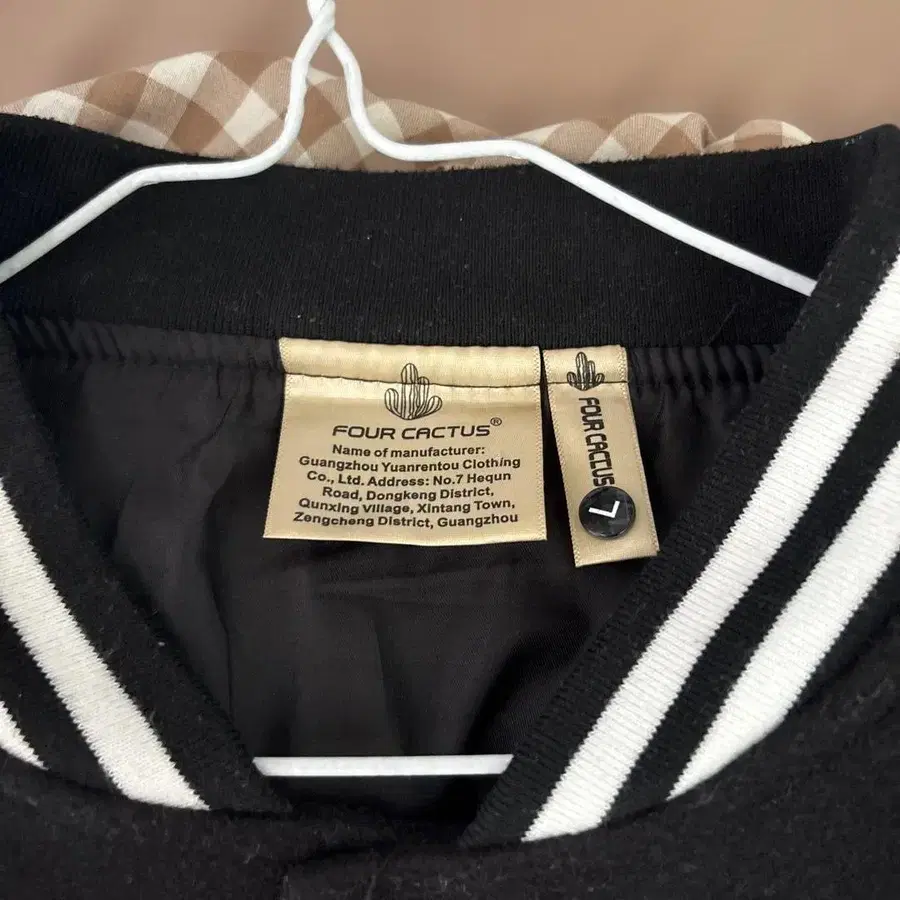 FOUR CACTUS®
Name of manufacturer:
Guangzhou Yuanrentou Clothing
Co., Ltd. Address: No.7 Hequn
Road, Dongkeng District,
Qunxing Village, Xintang Town,
Zengcheng District, Guangzhou
FOUR CACTUS
L